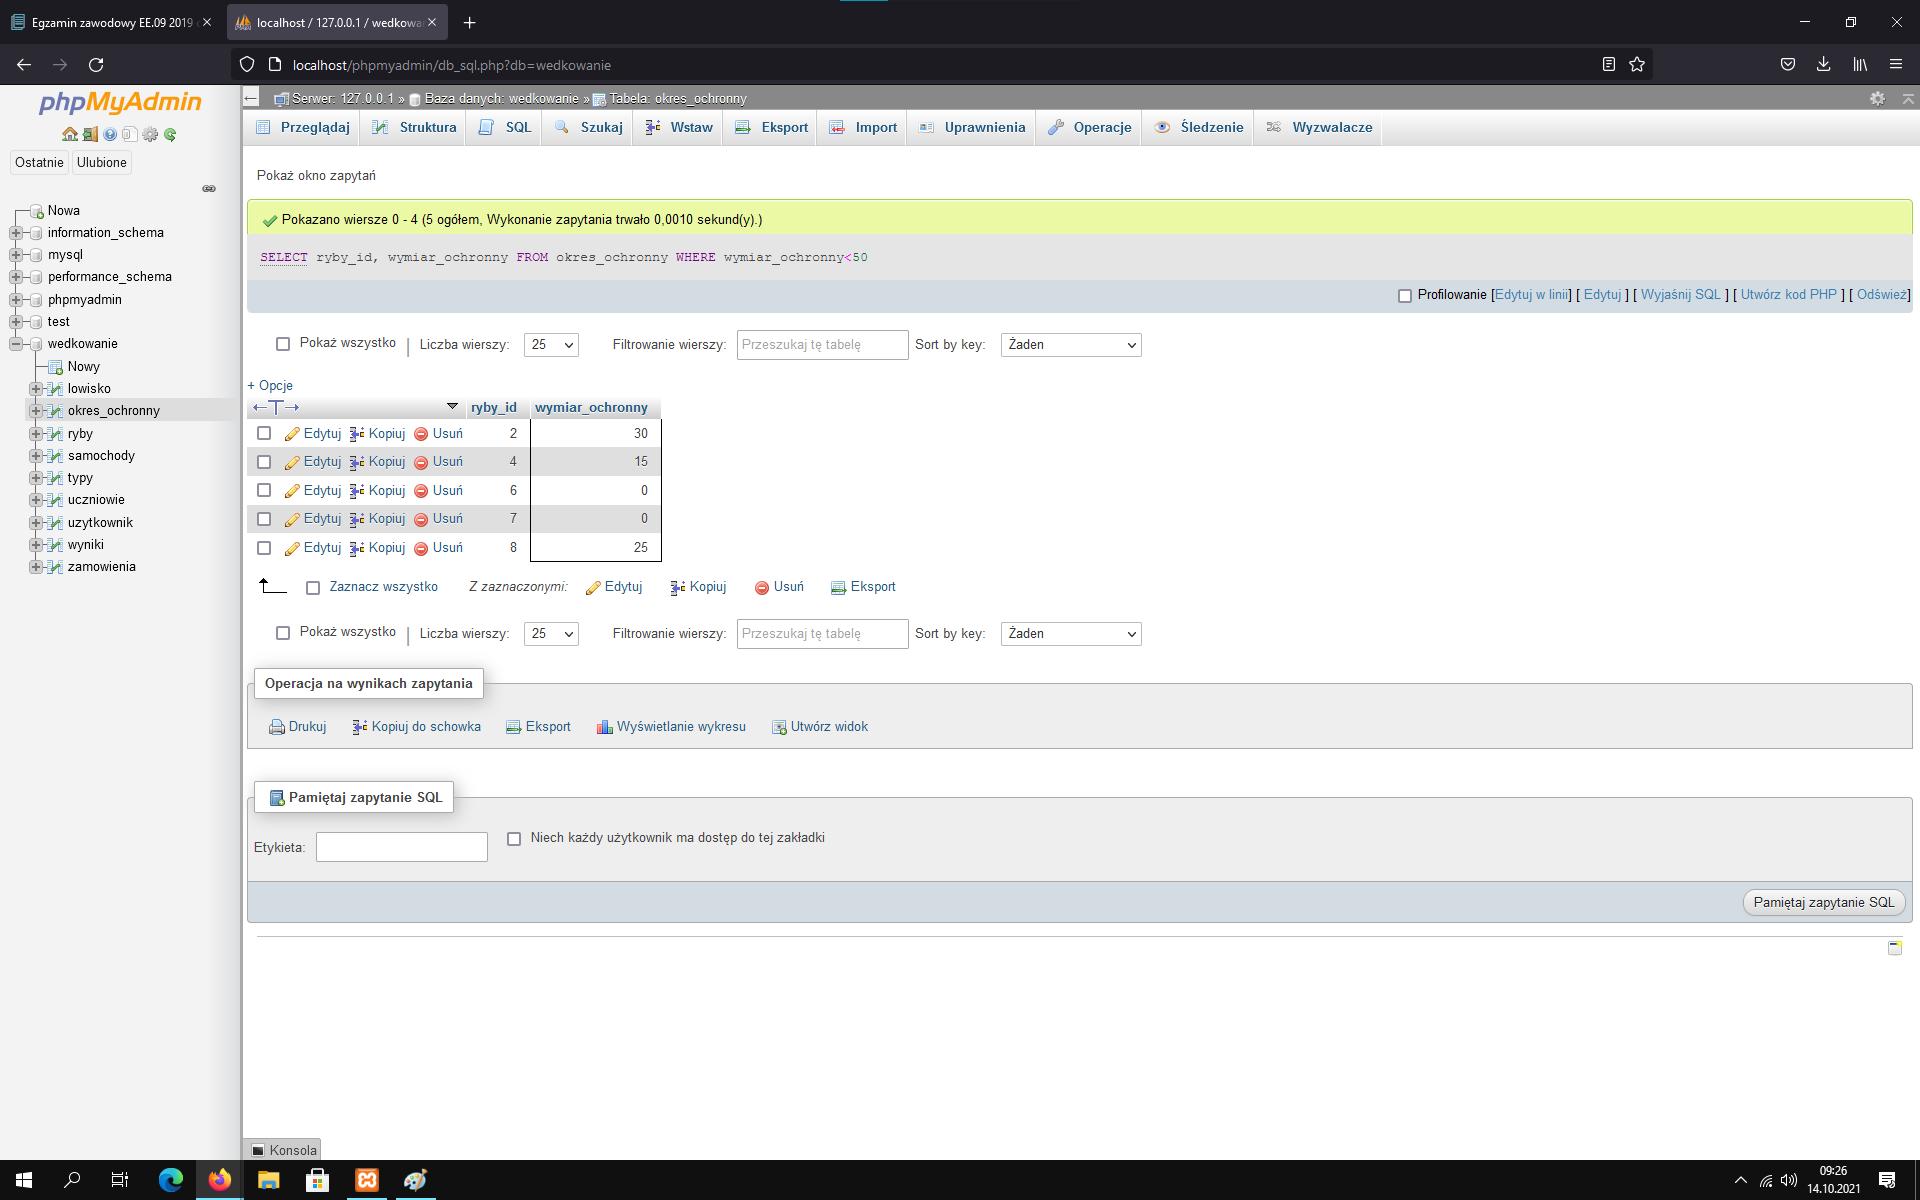 Egzamin zawodowy EE.09 2019
localhost / 127.0.0.1 / wedkowa
localhost/phpmyadmin/db_sql.php?db=wedkowanie
phpMyAdmin
Ostatnie Ulubione
Nowa
information_schema
mysql
performance_schema
phpmyadmin
test
wedkowanie
Nowy
lowisko
okres_ochronny
ryby
samochody
typy
uczniowie
uzytkownik
wyniki
zamowienia
Serwer: 127.0.0.1 » Baza danych: wedkowanie » Tabela: okres_ochronny
Przeglądaj Struktura SQL Szukaj Wstaw Eksport Import Uprawnienia Operacje Śledzenie Wyzwalacze
Pokaż okno zapytań
Pokazano wiersze 0 - 4 (5 ogółem, Wykonanie zapytania trwało 0,0010 sekund(y).)
SELECT ryby_id, wymiar_ochronny FROM okres_ochronny WHERE wymiar_ochronny<50
Profilowanie [Edytuj w linii] [ Edytuj ] [ Wyjaśnij SQL ] [ Utwórz kod PHP ] [ Odśwież]
Pokaż wszystko | Liczba wierszy: 25 Filtrowanie wierszy: Przeszukaj tę tabelę Sort by key: Żaden
+ Opcje
←T→ ryby_id wymiar_ochronny
Edytuj Kopiuj Usuń 2 30
Edytuj Kopiuj Usuń 4 15
Edytuj Kopiuj Usuń 6 0
Edytuj Kopiuj Usuń 7 0
Edytuj Kopiuj Usuń 8 25
Zaznacz wszystko Z zaznaczonymi: Edytuj Kopiuj Usuń Eksport
Pokaż wszystko | Liczba wierszy: 25 Filtrowanie wierszy: Przeszukaj tę tabelę Sort by key: Żaden
Operacja na wynikach zapytania
Drukuj Kopiuj do schowka Eksport Wyświetlanie wykresu Utwórz widok
Pamiętaj zapytanie SQL
Etykieta: Niech każdy użytkownik ma dostęp do tej zakładki
Pamiętaj zapytanie SQL
Konsola
09:26
14.10.2021